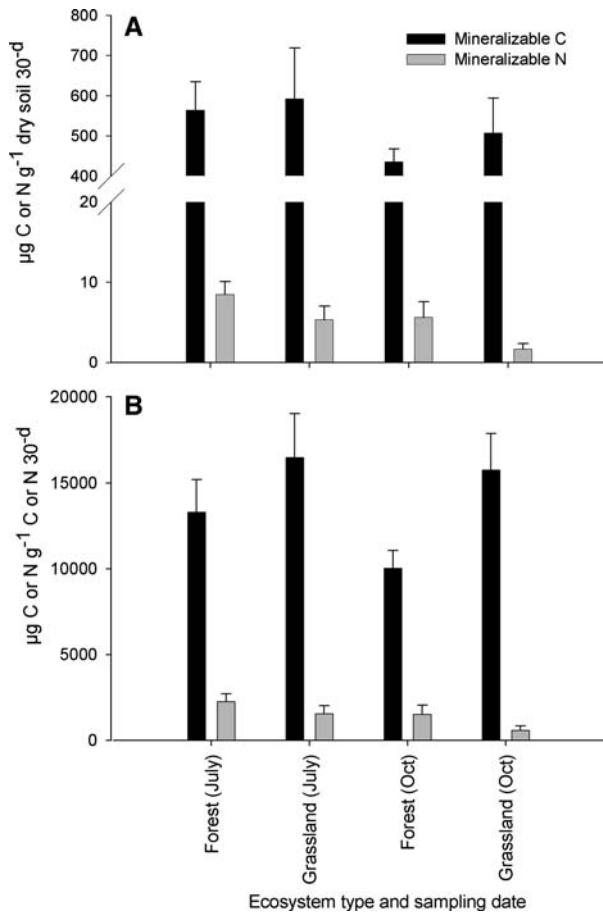 A
Mineralizable C
Mineralizable N
800
700
600
500
400
20
10
0
µg C or N g⁻¹ dry soil 30⁻ᵈ
B
20000
15000
10000
5000
0
µg C or N g⁻¹ C or N 30⁻ᵈ
Forest (July)
Grassland (July)
Forest (Oct)
Grassland (Oct)
Ecosystem type and sampling date